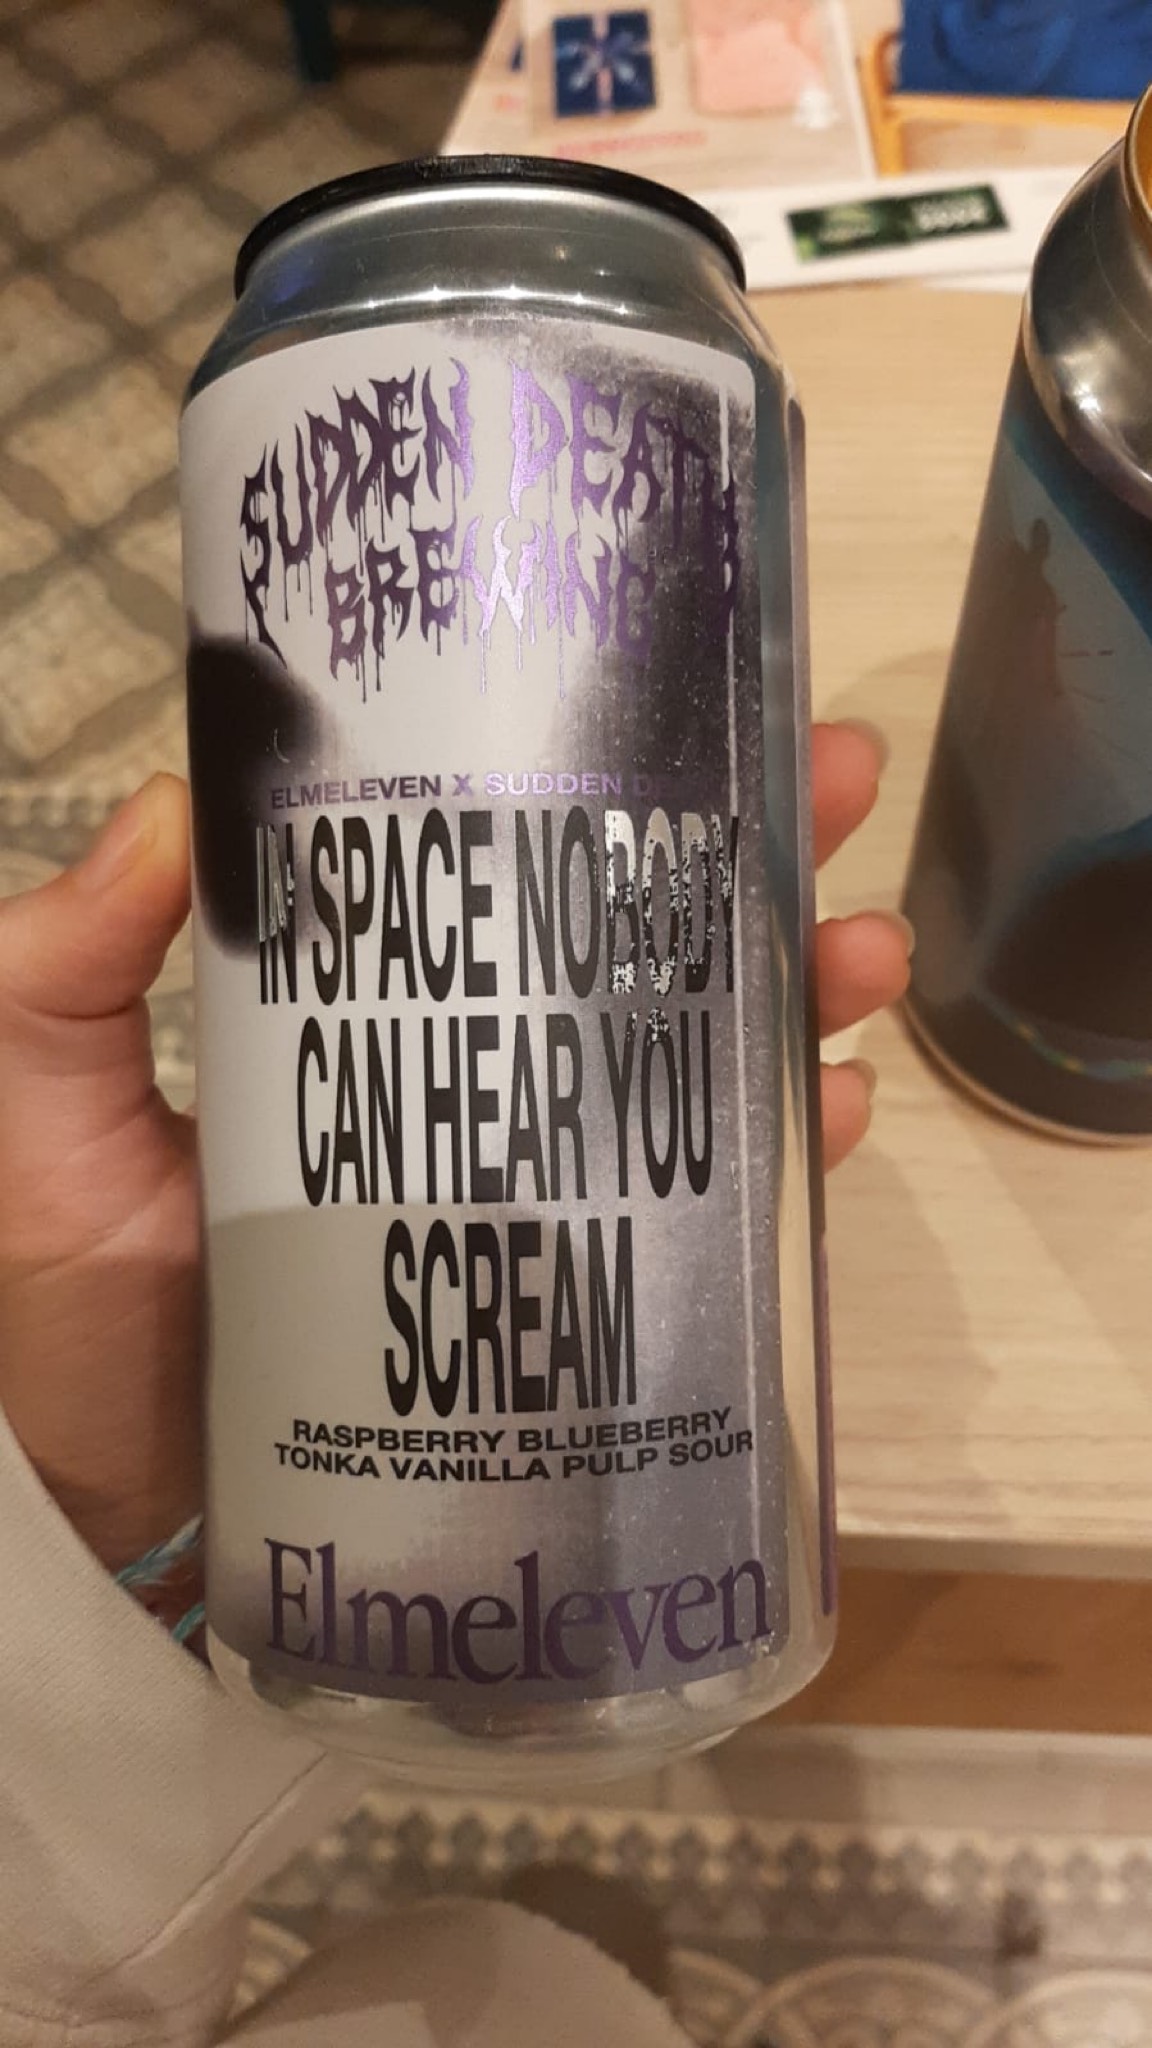 SUDDEN DEATH
BREWING
ELMELEVEN X SUDDEN
IN SPACE NOBODY
CAN HEAR YOU
SCREAM
RASPBERRY BLUEBERRY
TONKA VANILLA PULP SOUR
Elmeleven